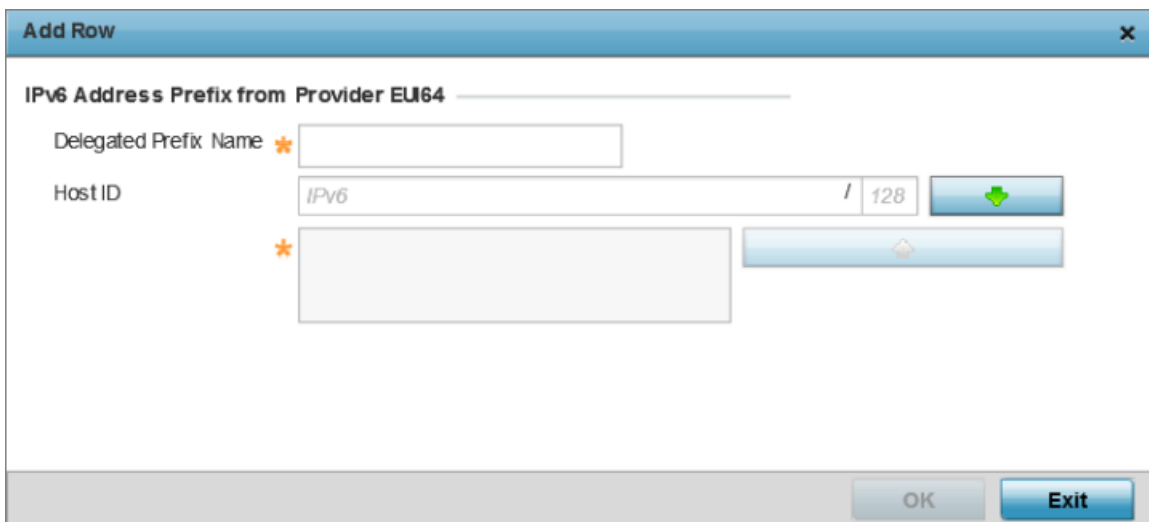 Add Row
IPv6 Address Prefix from Provider EUI64
Delegated Prefix Name *
Host ID IPv6 / 128
*
OK Exit